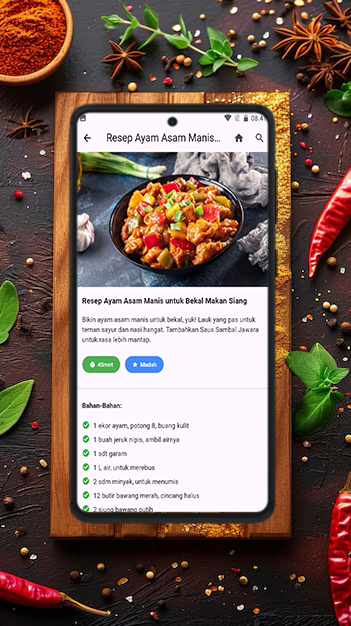 08.4
Resep Ayam Asam Manis...
Resep Ayam Asam Manis untuk Bekal Makan Siang
Bikin ayam asam manis untuk bekal, yuk! Lauk yang pas untuk
teman sayur dan nasi hangat. Tambahkan Saus Sambal Jawara
untuk rasa lebih mantap.
45mnt
Mudah
Bahan-Bahan:
1 ekor ayam, potong 8, buang kulit
1 buah jeruk nipis, ambil airnya
1 sdt garam
1 L air, untuk merebus
2 sdm minyak, untuk menumis
12 butir bawang merah, cincang halus
2 siung bawang putih